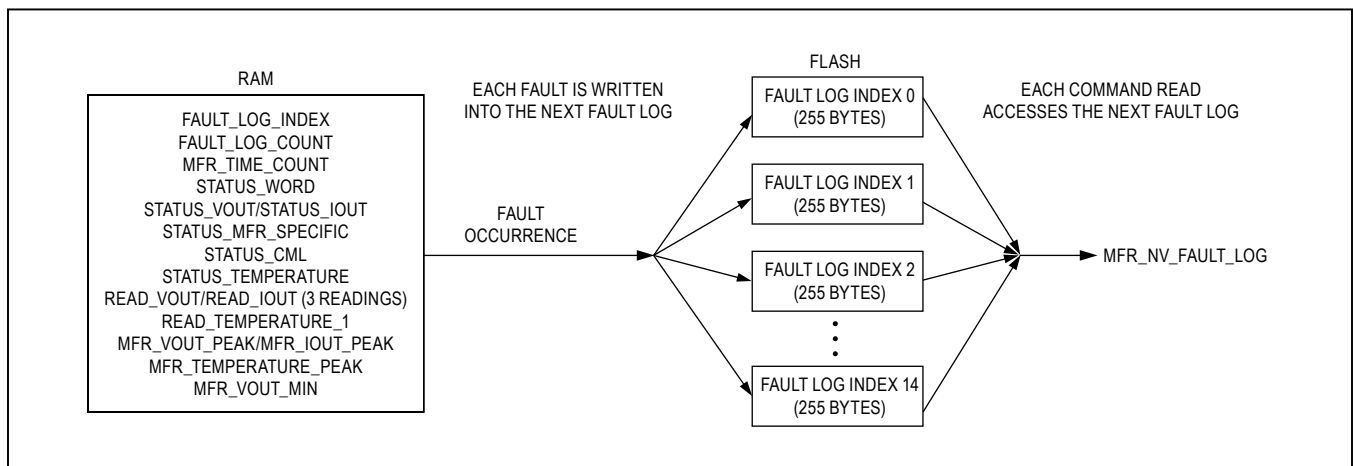 RAM
FAULT_LOG_INDEX
FAULT_LOG_COUNT
MFR_TIME_COUNT
STATUS_WORD
STATUS_VOUT/STATUS_IOUT
STATUS_MFR_SPECIFIC
STATUS_CML
STATUS_TEMPERATURE
READ_VOUT/READ_IOUT (3 READINGS)
READ_TEMPERATURE_1
MFR_VOUT_PEAK/MFR_IOUT_PEAK
MFR_TEMPERATURE_PEAK
MFR_VOUT_MIN
EACH FAULT IS WRITTEN
INTO THE NEXT FAULT LOG
FAULT
OCCURRENCE
FLASH
FAULT LOG INDEX 0
(255 BYTES)
FAULT LOG INDEX 1
(255 BYTES)
FAULT LOG INDEX 2
(255 BYTES)
FAULT LOG INDEX 14
(255 BYTES)
EACH COMMAND READ
ACCESSES THE NEXT FAULT LOG
MFR_NV_FAULT_LOG